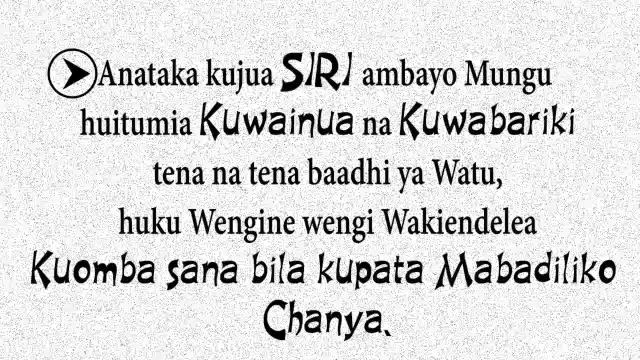 Anataka kujua SIRI ambayo Mungu
huitumia Kuwainua na Kuwabariki
tena na tena baadhi ya Watu,
huku Wengine wengi Wakiendelea
Kuomba sana bila kupata Mabadiliko
Chanya.